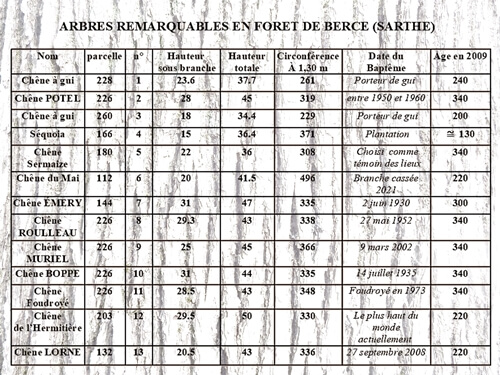 ARBRES REMARQUABLES EN FORET DE BERCE (SARTHE)
Nom parcelle n° Hauteur sous branche Hauteur totale Circonférence À 1,30 m Date du Baptême Age en 2009
Chêne à gui 228 1 23.6 37.7 261 Porteur de gui 240
Chêne POTEL 226 2 28 45 319 entre 1950 et 1960 340
Chêne à gui 260 3 18 34.4 229 Porteur de gui 200
Séquoia 166 4 15 36.4 371 Plantation ≅ 130
Chêne Sermaize 180 5 22 36 308 Choisi comme témoin des lieux 340
Chêne du Mai 112 6 20 41.5 496 Branche cassée 2021 220
Chêne EMERY 144 7 31 47 335 2 juin 1930 300
Chêne ROULLEAU 226 8 29.3 43 338 27 mai 1952 340
Chêne MURIEL 226 9 25 45 366 9 mars 2002 340
Chêne BOPPE 226 10 31 44 335 14 juillet 1935 340
Chêne Foudroyé 226 11 28.5 43 348 Foudroyé en 1973 340
Chêne de l'Hermitière 203 12 29.5 50 330 Le plus haut du monde actuellement 220
Chêne LORNE 132 13 20.5 43 336 27 septembre 2008 220